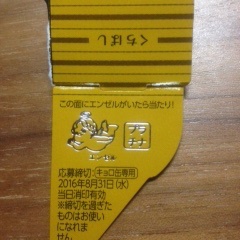 くちばし
この面にエンゼルがいたら当たり!
プラ
チナ
エンゼル
応募締切:キョロ缶専用
2016年8月31日(水)
当日消印有効
※締切を過ぎた
ものはお使い
になれま
せん